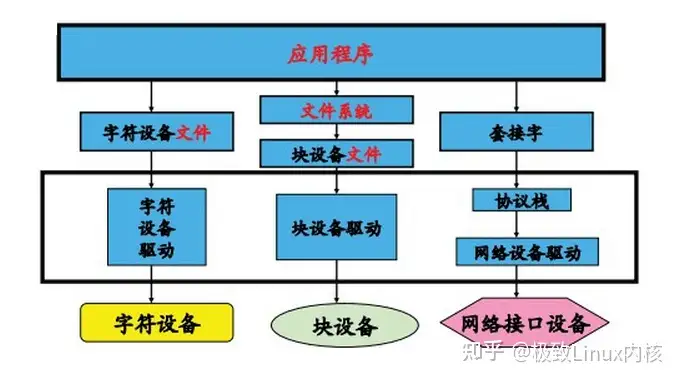 应用程序
字符设备文件
文件系统
块设备文件
套接字
字符
设备
驱动
块设备驱动
协议栈
网络设备驱动
字符设备
块设备
网络接口设备
知乎 @极致Linux内核